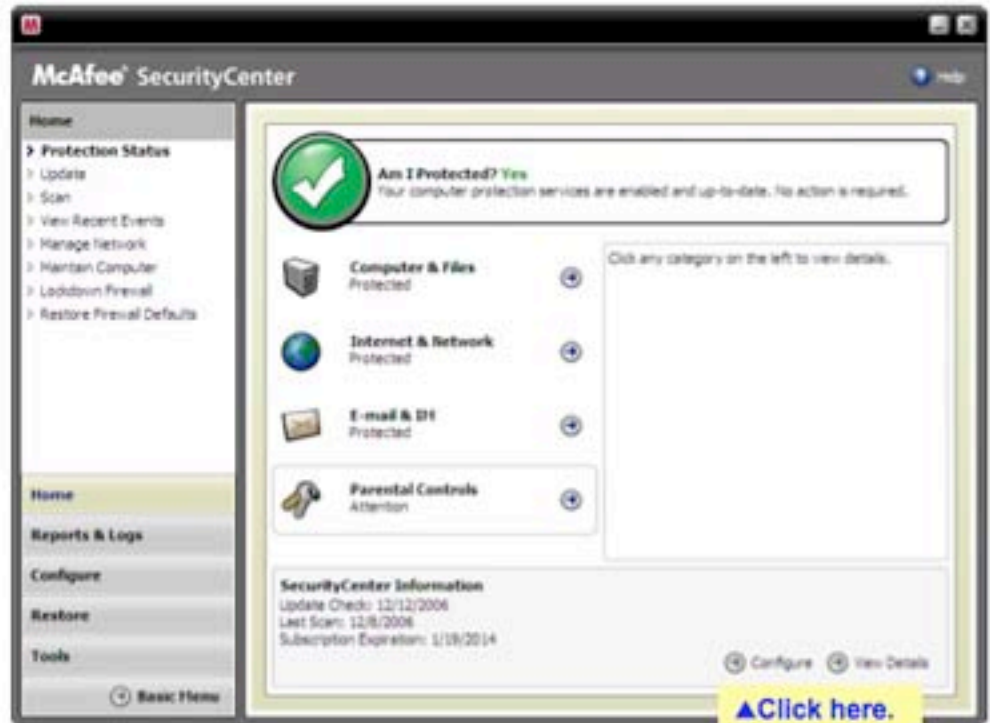 McAfee® SecurityCenter
Help
Home
Protection Status
Update
Scan
View Recent Events
Manage Network
Maintain Computer
Lockdown Firewall
Restore Firewall Defaults
Home
Reports & Logs
Configure
Restore
Tools
Basic Menu
Am I Protected? Yes
Your computer protection services are enabled and up-to-date. No action is required.
Computer & Files
Protected
Internet & Network
Protected
E-mail & IM
Protected
Parental Controls
Attention
Click any category on the left to view details.
SecurityCenter Information
Update Check: 12/12/2006
Last Scan: 12/8/2006
Subscription Expiration: 1/19/2014
Configure View Details
▲Click here.